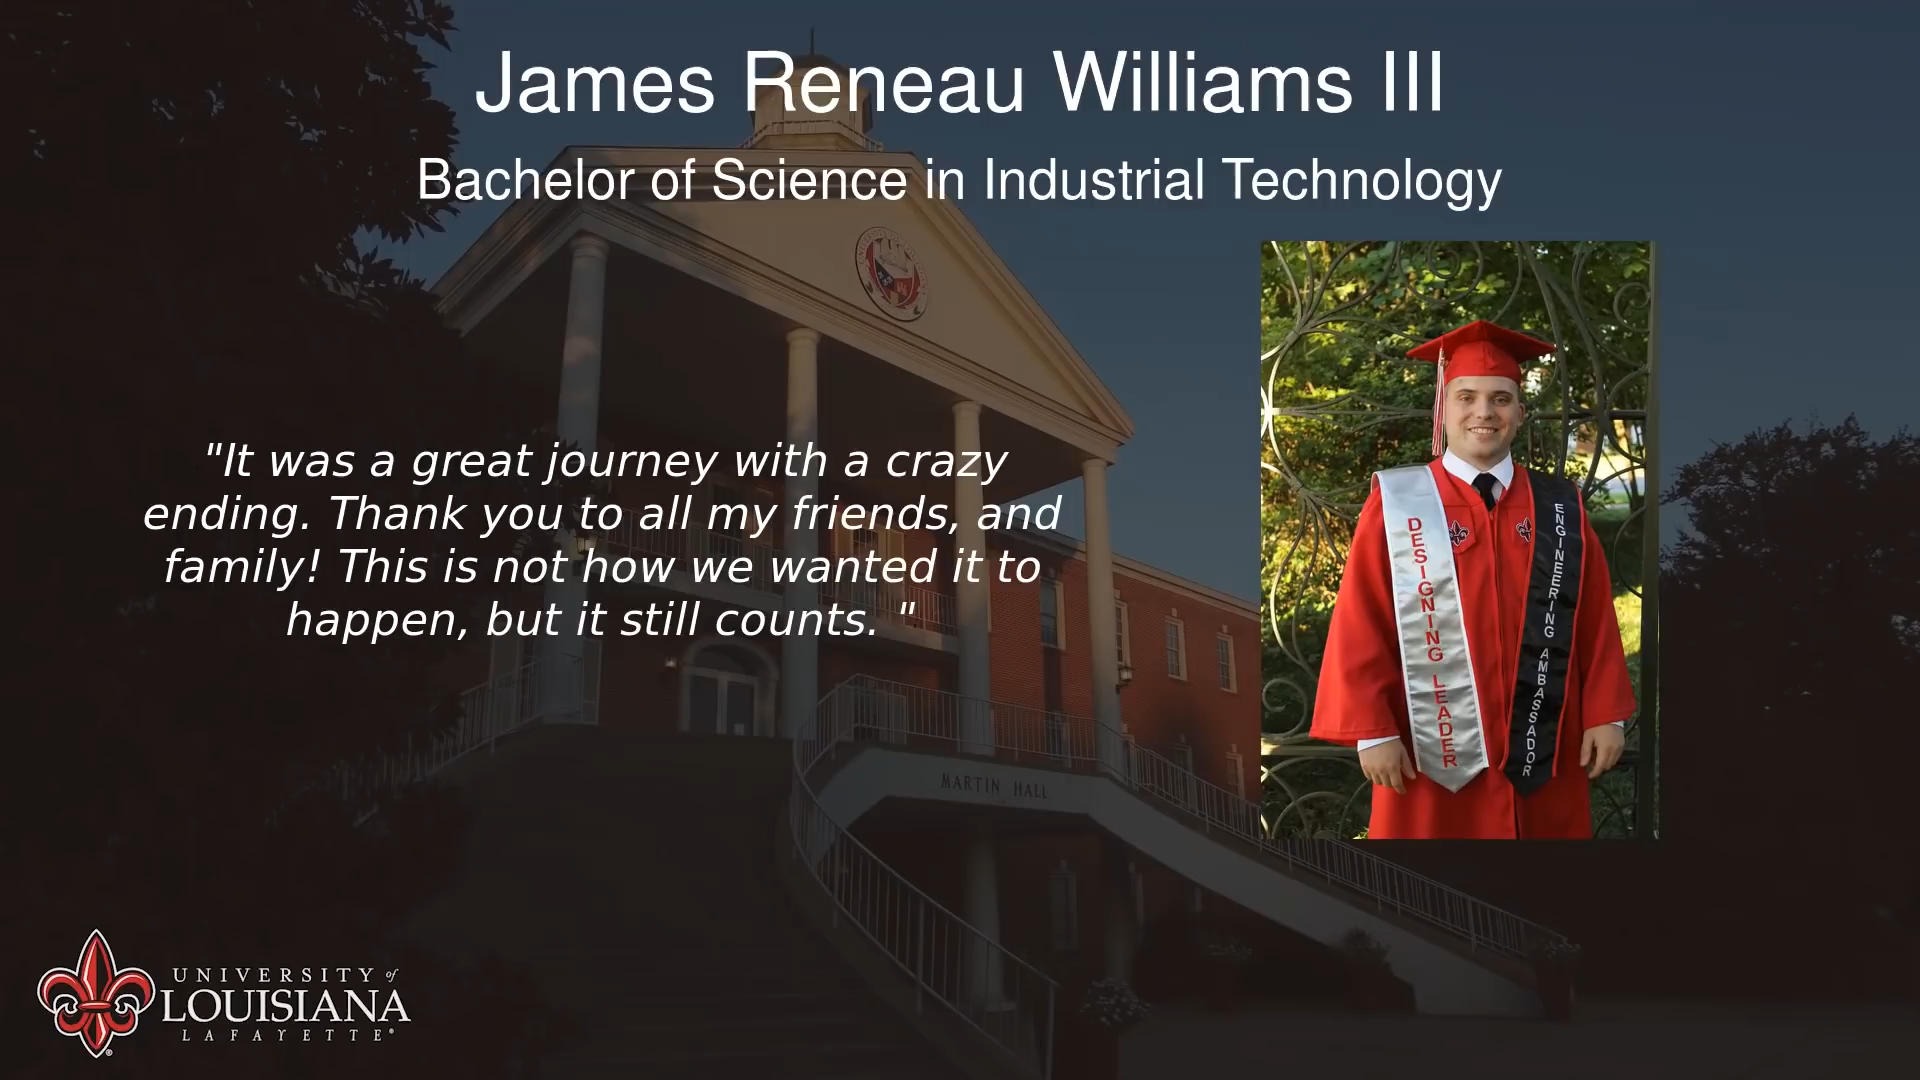 James Reneau Williams III
Bachelor of Science in Industrial Technology
"It was a great journey with a crazy
ending. Thank you to all my friends, and
family! This is not how we wanted it to
happen, but it still counts. "
DESIGNING LEADER
ENGINEERING AMBASSADOR
MARTIN HALL
UNIVERSITY of
LOUISIANA
LAFAYETTE®